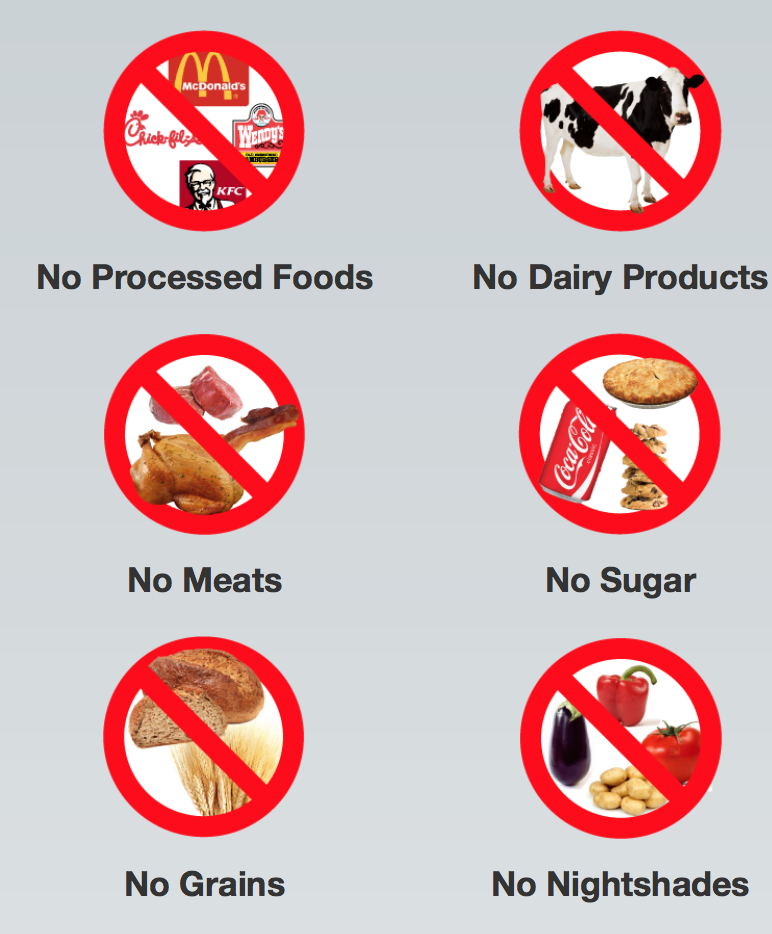 McDonald's
Chick-fil-A
WENDY'S
KFC
No Processed Foods
No Dairy Products
No Meats
Coca-Cola
No Sugar
No Grains
No Nightshades